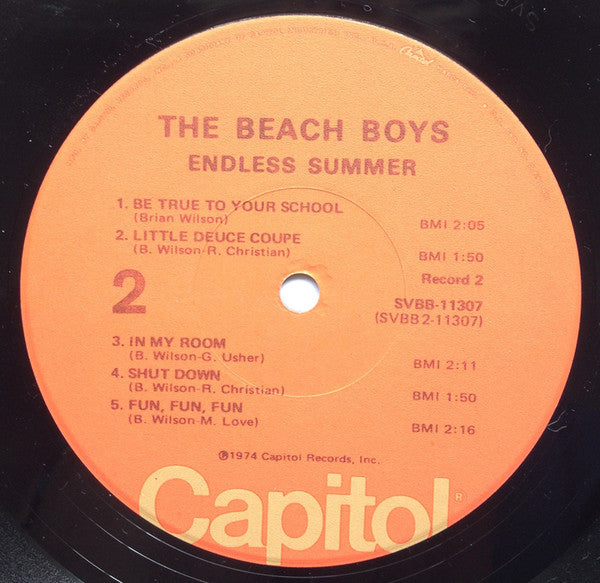 Capitol
THE BEACH BOYS
ENDLESS SUMMER
1. BE TRUE TO YOUR SCHOOL
(Brian Wilson) BMI 2:05
2. LITTLE DEUCE COUPE
(B. Wilson-R. Christian) BMI 1:50
Record 2
2
SVBB-11307
(SVBB2-11307)
3. IN MY ROOM
(B. Wilson-G. Usher) BMI 2:11
4. SHUT DOWN
(B. Wilson-R. Christian) BMI 1:50
5. FUN, FUN, FUN
(B. Wilson-M. Love) BMI 2:16
℗1974 Capitol Records, Inc.
Capitol®